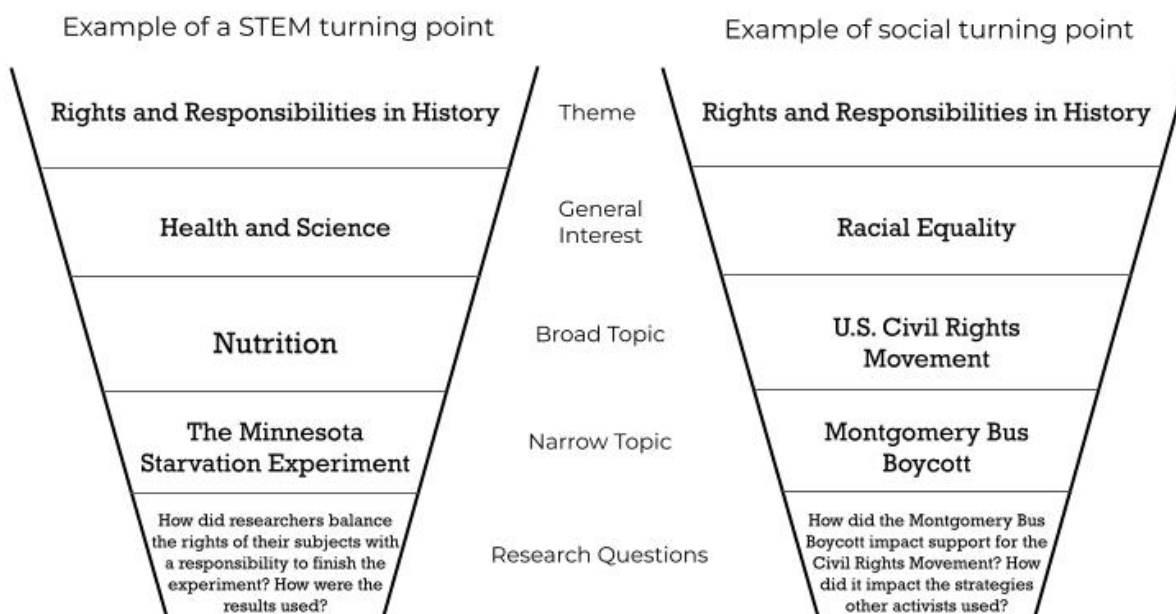 Example of a STEM turning point
Example of social turning point
Rights and Responsibilities in History
Theme
Rights and Responsibilities in History
Health and Science
General
Interest
Racial Equality
Nutrition
Broad Topic
U.S. Civil Rights
Movement
The Minnesota
Starvation Experiment
Narrow Topic
Montgomery Bus
Boycott
How did researchers balance
the rights of their subjects with
a responsibility to finish the
experiment? How were the
results used?
Research Questions
How did the Montgomery Bus
Boycott impact support for the
Civil Rights Movement? How
did it impact the strategies
other activists used?